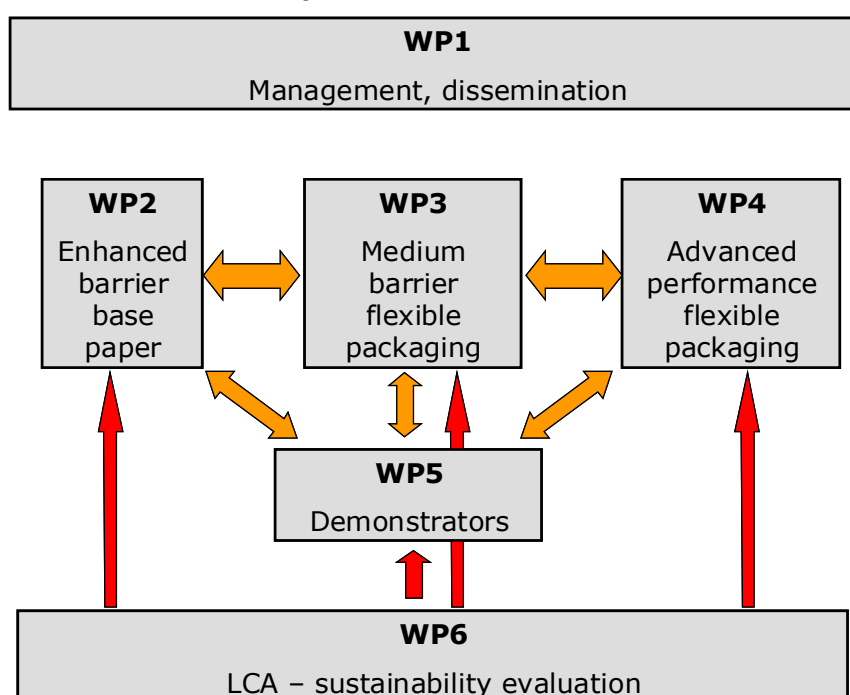 WP1
Management, dissemination
WP2
Enhanced
barrier
base
paper
WP3
Medium
barrier
flexible
packaging
WP4
Advanced
performance
flexible
packaging
WP5
Demonstrators
WP6
LCA – sustainability evaluation